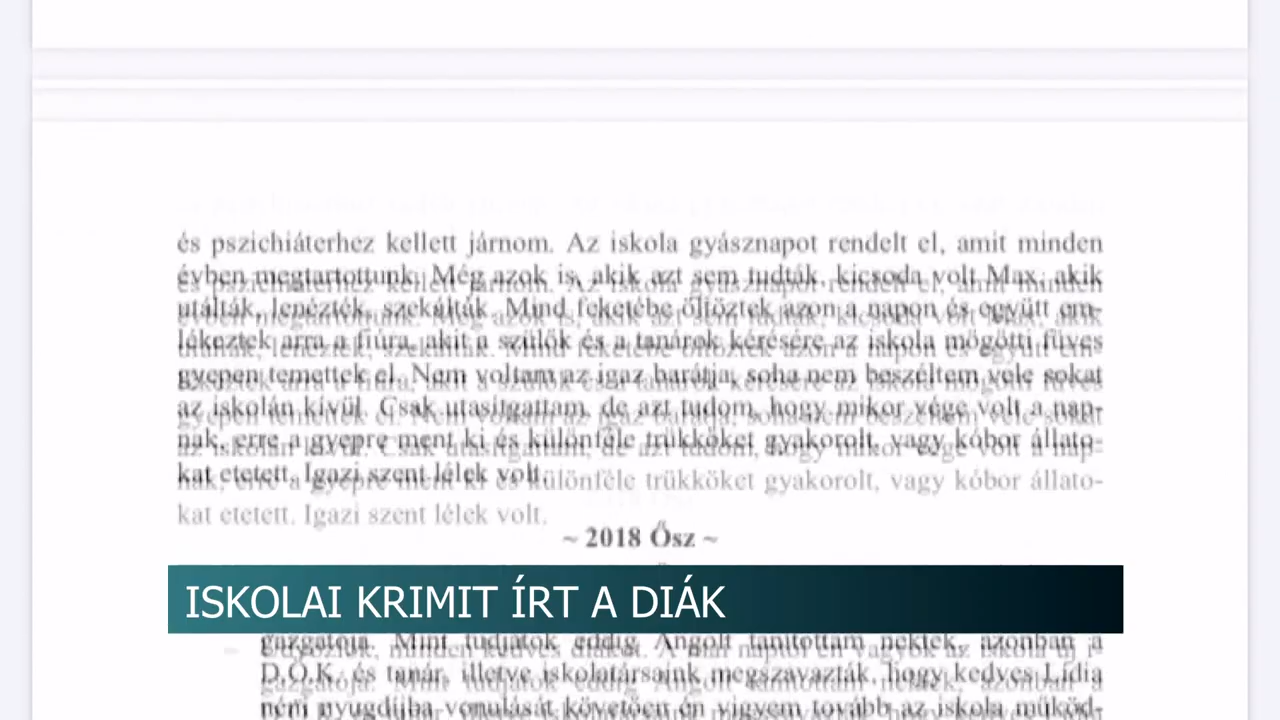 és pszichiáterhez kellett járnom. Az iskola gyásznapot rendelt el, amit minden
évben megtartottunk. Még azok is, akik azt sem tudták, kicsoda volt Max, akik
utálták, lenézték, szekálták. Mind feketébe öltöztek azon a napon és együtt em-
lékeztek arra a fiúra, akit a szülők és a tanárok kérésére az iskola mögötti füves
gyepen temettek el. Nem voltam az igaz barátja, soha nem beszéltem vele sokat
az iskolán kívül. Csak utasítgattam, de azt tudom, hogy mikor vége volt a nap-
nak, erre a gyepre ment ki és különféle trükköket gyakorolt, vagy kóbor állato-
kat etetett. Igazi szent lélek volt.
~ 2018 Ősz ~
ISKOLAI KRIMIT ÍRT A DIÁK
gazgatója. Mint tudjátok eddig Angolt tanítottam nektek, azonban a
D.Ö.K. és tanár, illetve iskolatársaink megszavazták, hogy kedves Lídia
néni nyugdíjba vonulását követően én vigyem tovább az iskola működ-